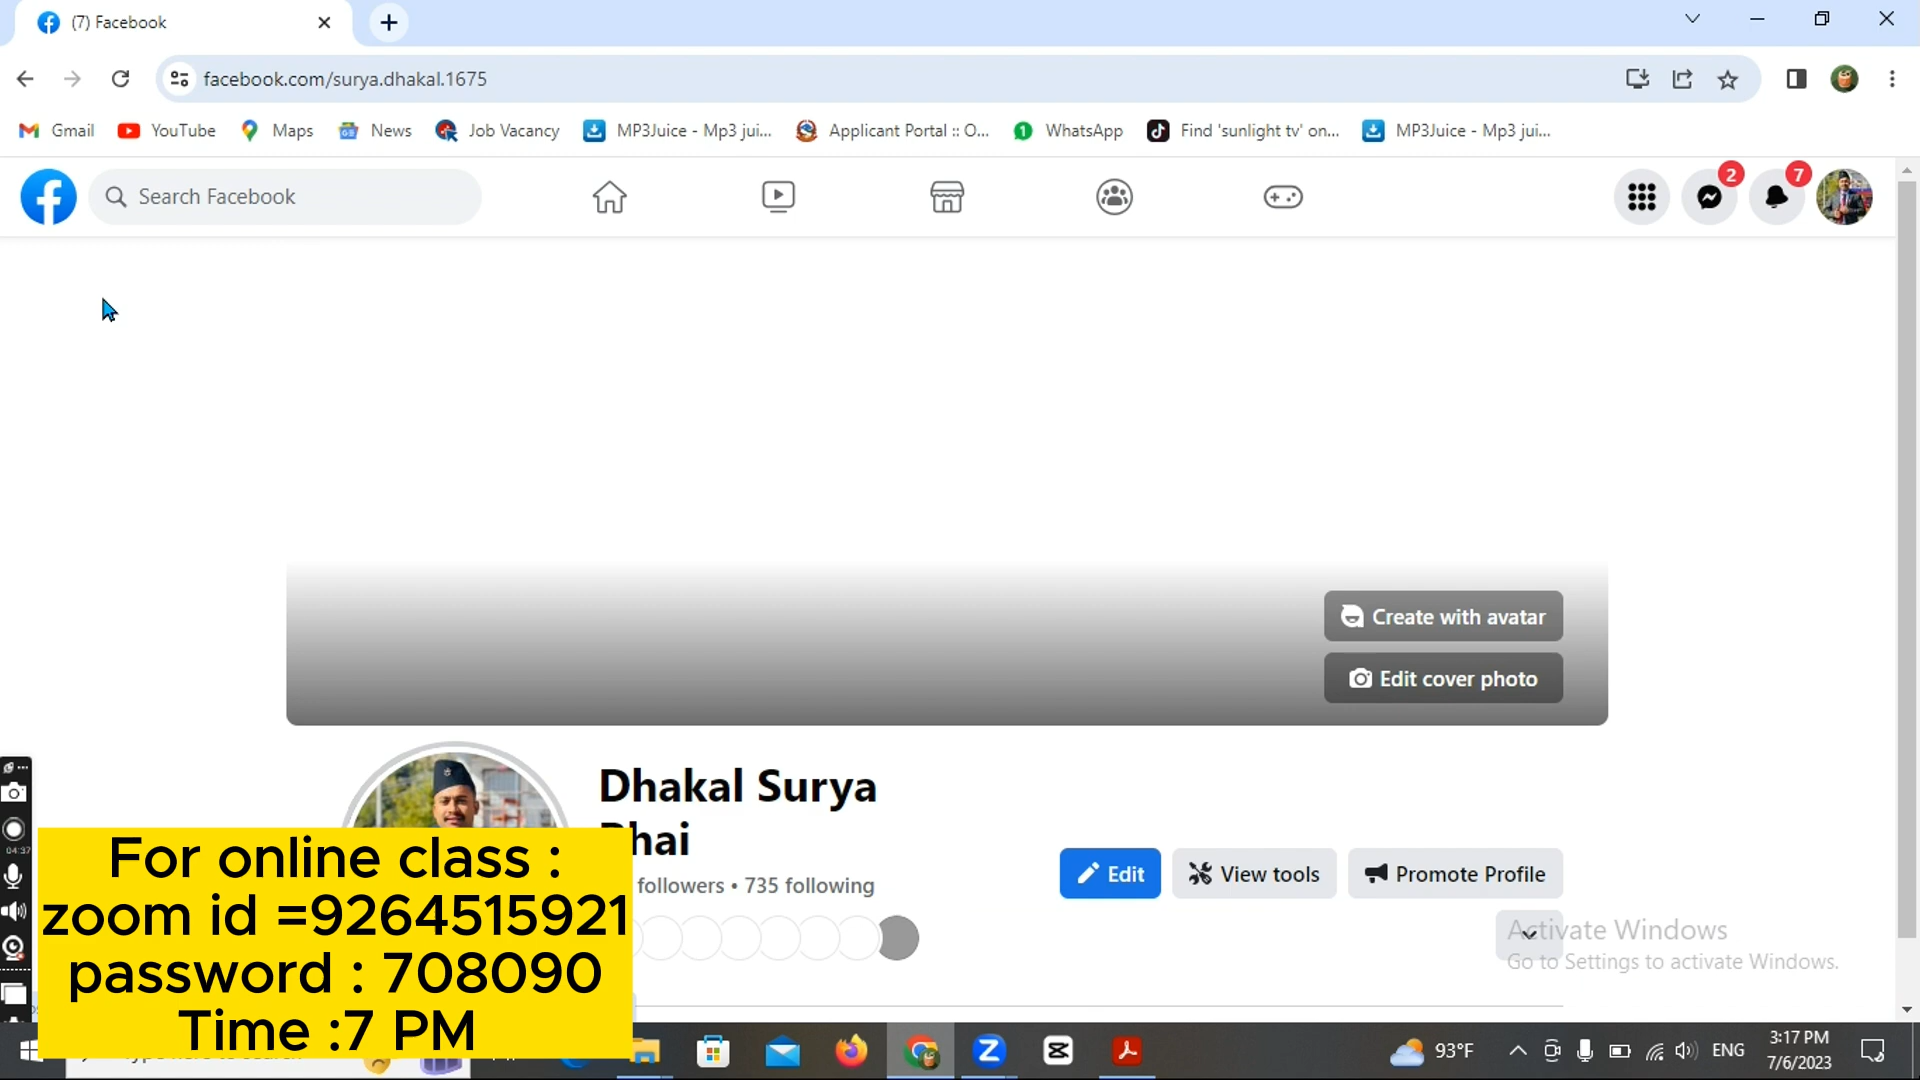 (7) Facebook
facebook.com/surya.dhakal.1675
Gmail YouTube Maps News Job Vacancy MP3Juice - Mp3 jui... Applicant Portal :: O... WhatsApp Find 'sunlight tv' on... MP3Juice - Mp3 jui...
Search Facebook
2 7
Create with avatar
Edit cover photo
Dhakal Surya
hai
followers • 735 following
Edit View tools Promote Profile
Activate Windows
Go to Settings to activate Windows.
04:37
For online class :
zoom id =9264515921
password : 708090
Time :7 PM
93°F ENG 3:17 PM
7/6/2023